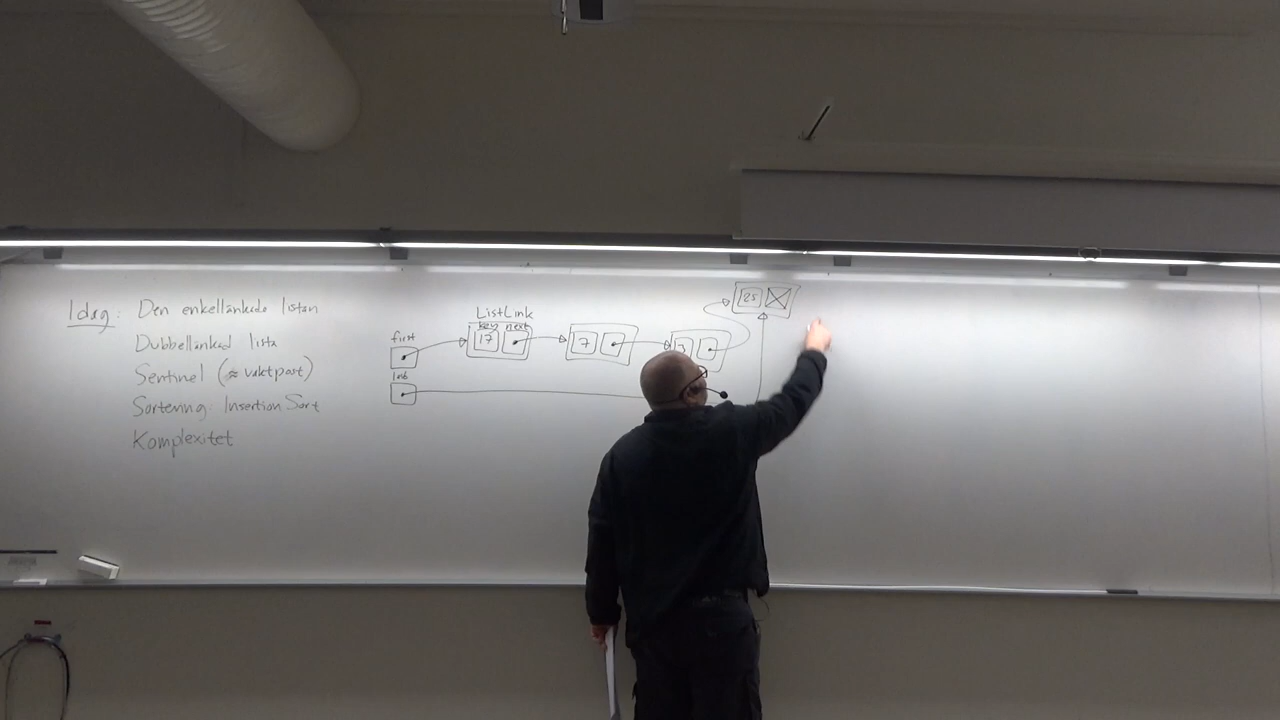 Idag: Den enkellänkade listan
Dubbellänkad lista
Sentinel (≈ vaktpost)
Sortering: Insertion Sort
Komplexitet
ListLink
key next
first
17
7
25
last